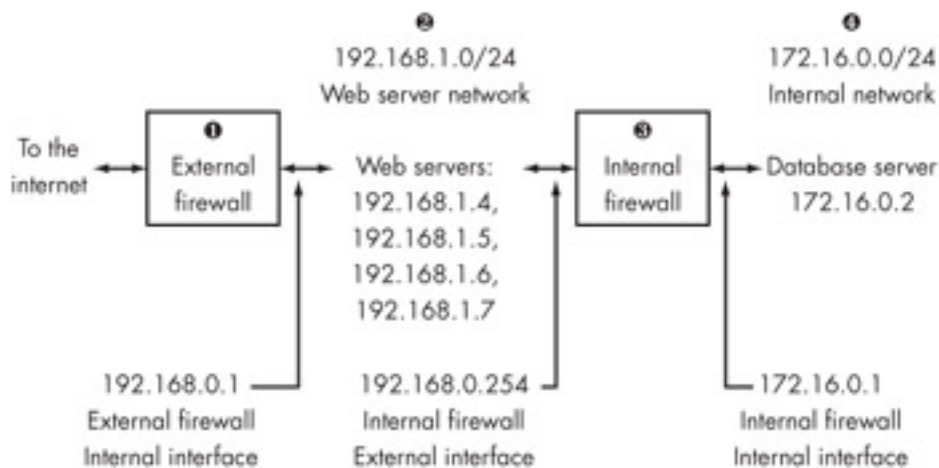 ❷
192.168.1.0/24
Web server network
❹
172.16.0.0/24
Internal network
To the
internet
❶
External
firewall
Web servers:
192.168.1.4,
192.168.1.5,
192.168.1.6,
192.168.1.7
❸
Internal
firewall
Database server
172.16.0.2
192.168.0.1
External firewall
Internal interface
192.168.0.254
Internal firewall
External interface
172.16.0.1
Internal firewall
Internal interface